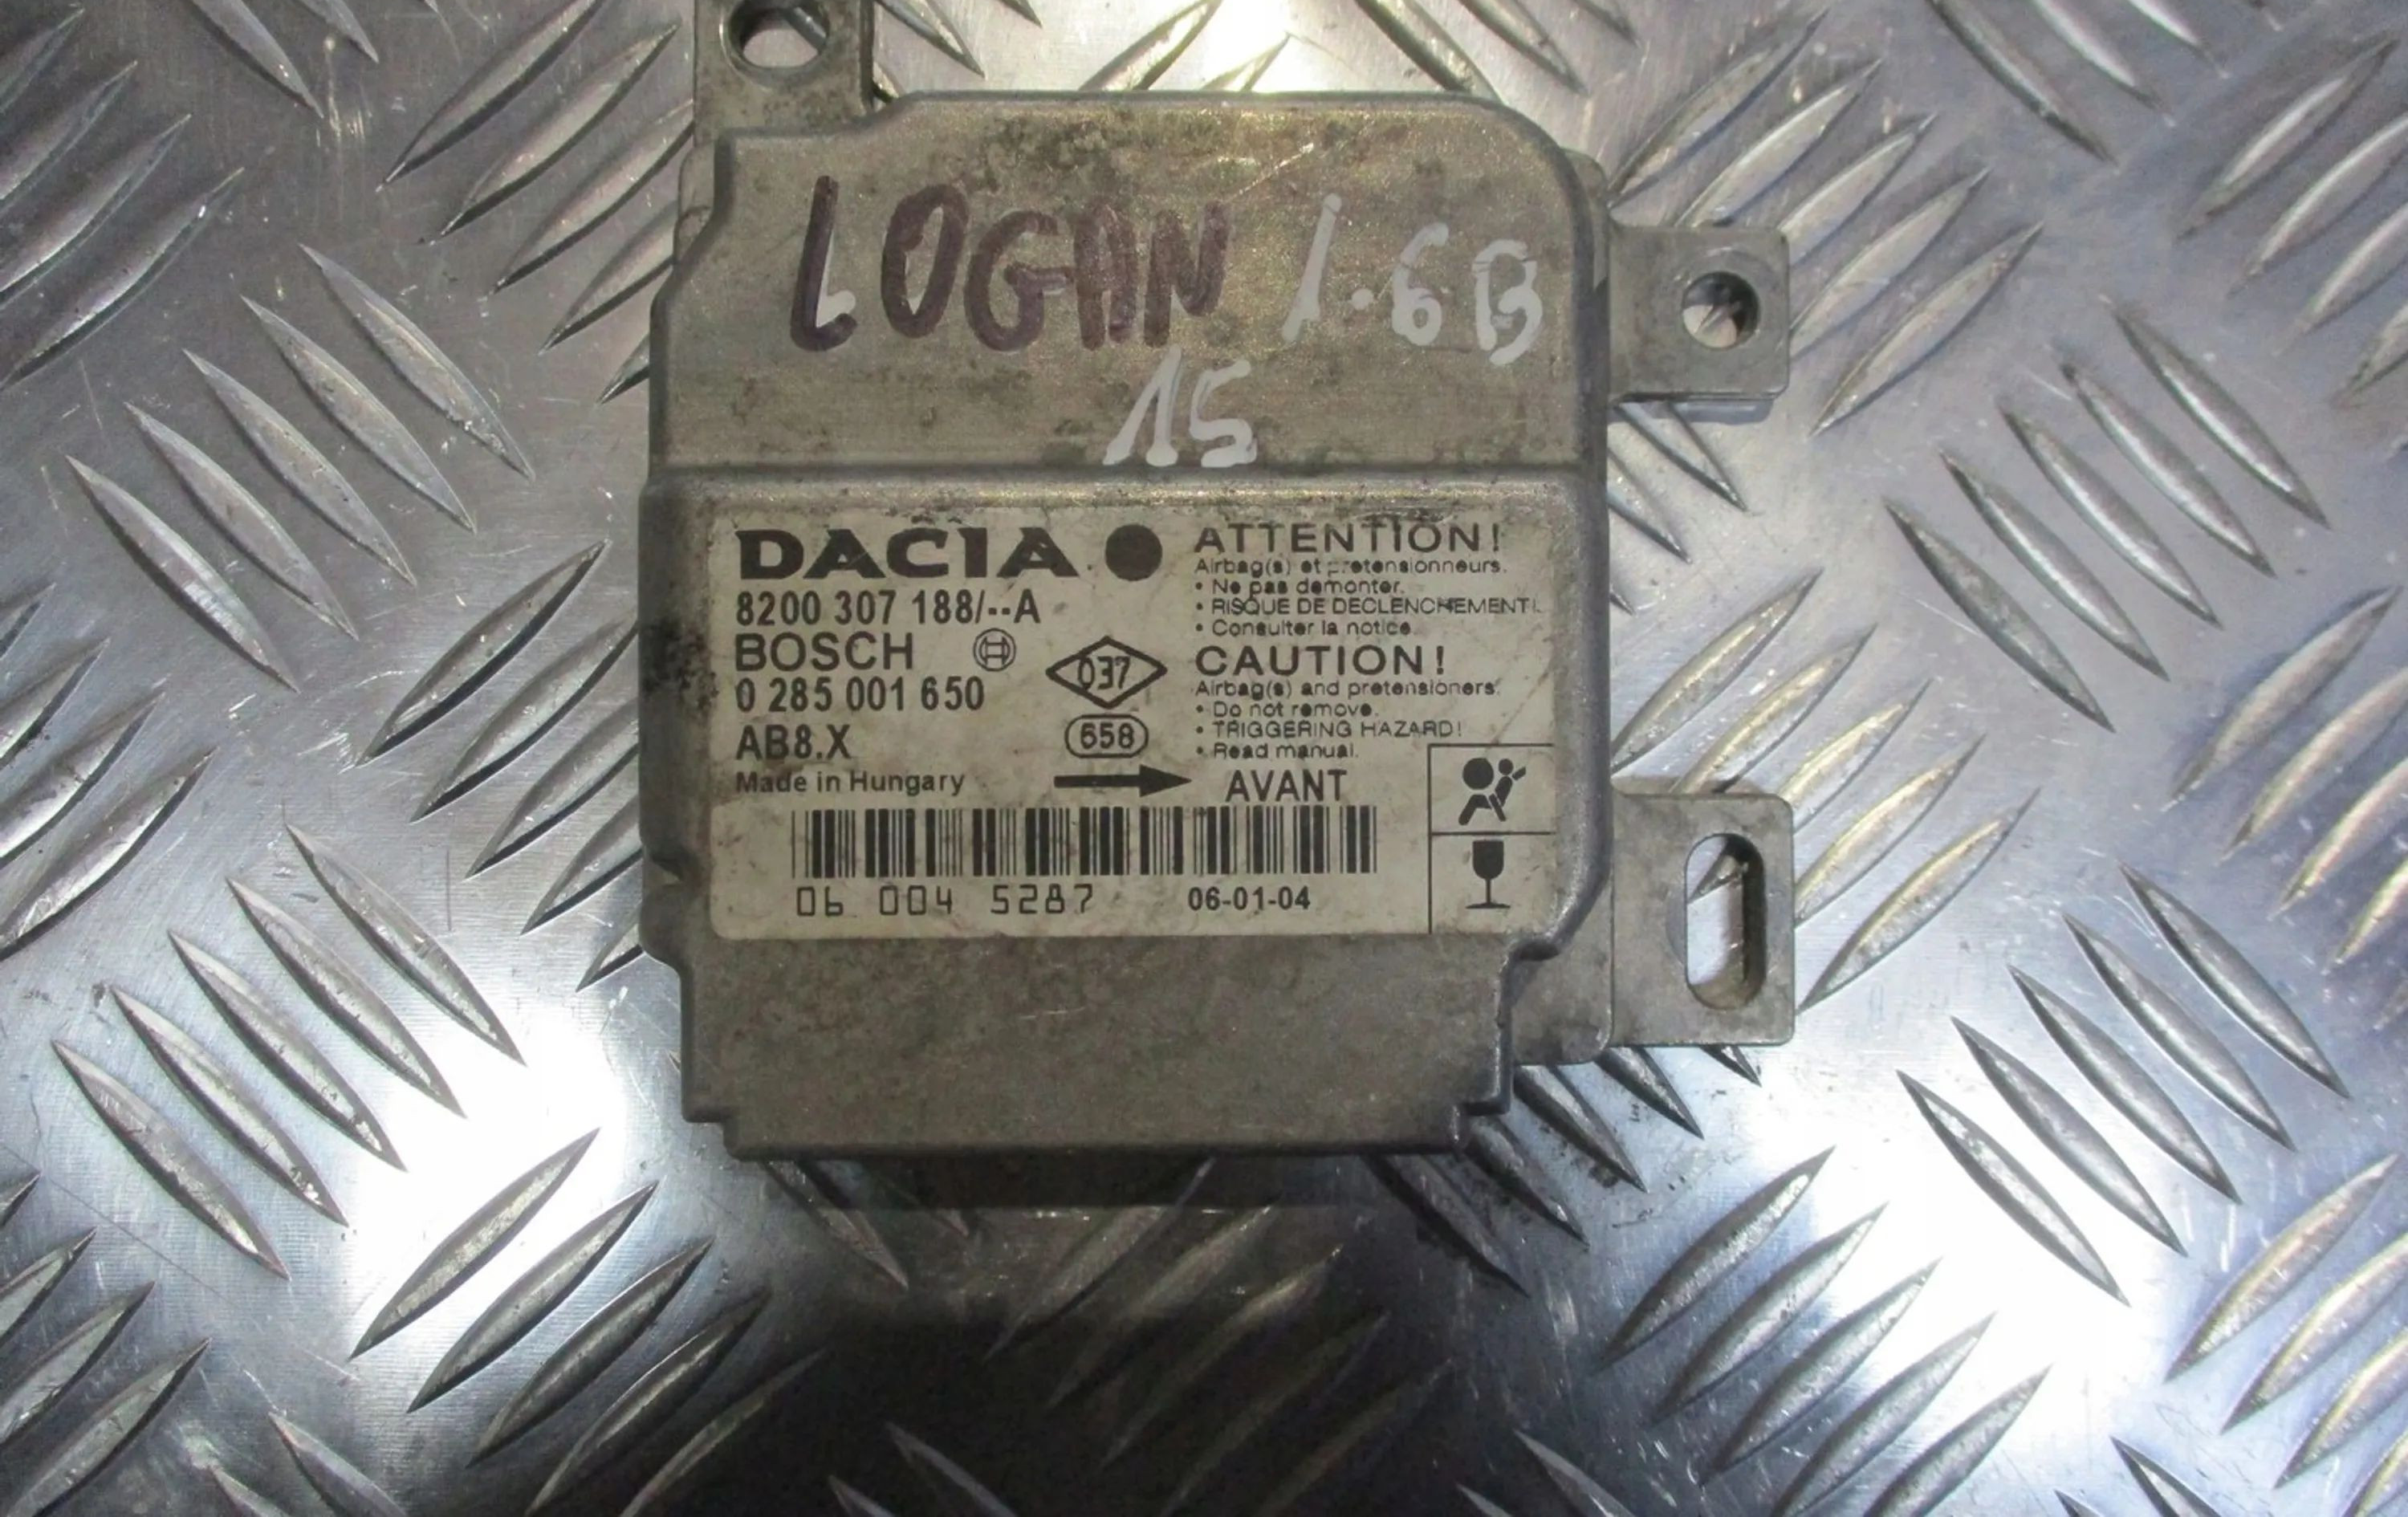 LOGAN 1.6B
15
DACIA
8200 307 188/--A
BOSCH
0 285 001 650
AB8.X
Made in Hungary
037
658
ATTENTION!
Airbag(s) et pretensionneurs.
• Ne pas demonter.
• RISQUE DE DECLENCHEMENT!
• Consulter la notice.
CAUTION!
Airbag(s) and pretensioners.
• Do not remove.
• TRIGGERING HAZARD!
• Read manual.
AVANT
06 004 5287 06-01-04